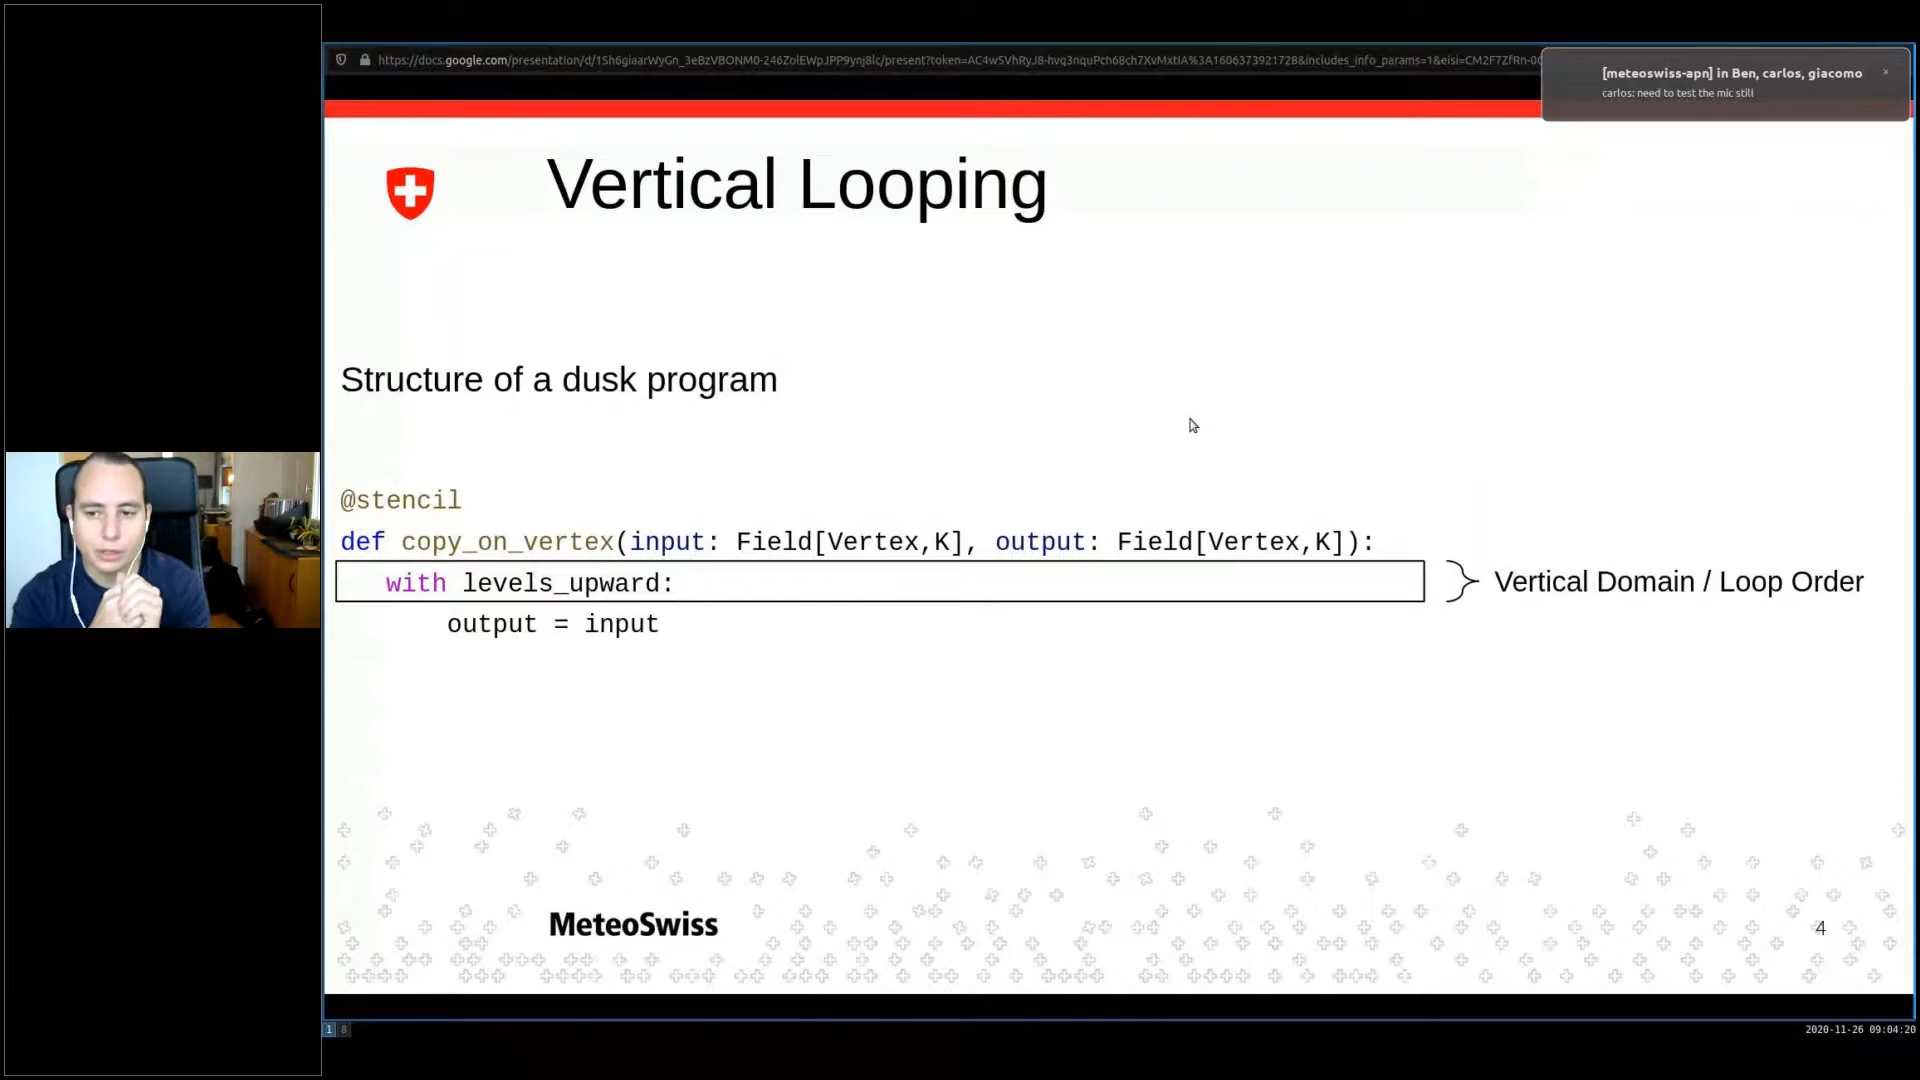 [meteoswiss-apn] in Ben, carlos, giacomo
carlos: need to test the mic still
Vertical Looping
Structure of a dusk program
@stencil
def copy_on_vertex(input: Field[Vertex,K], output: Field[Vertex,K]):
with levels_upward:
Vertical Domain / Loop Order
output = input
MeteoSwiss
4
1 8
2020-11-26 09:04:20